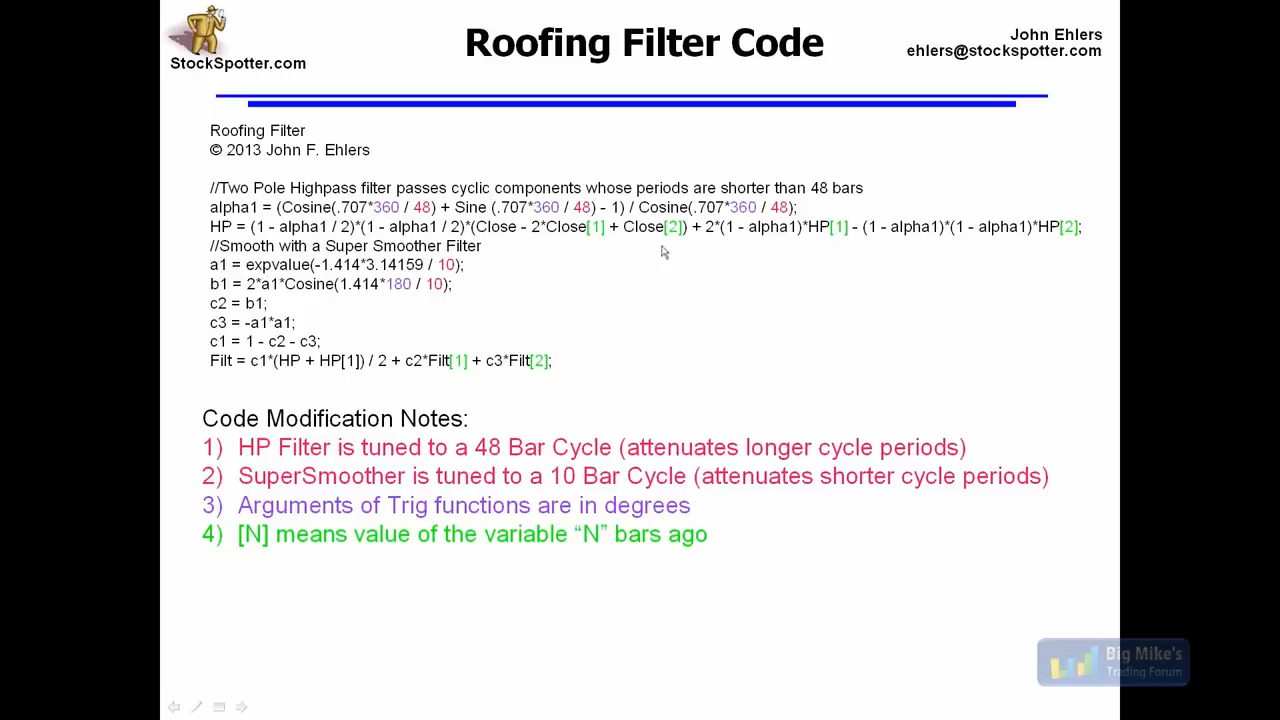 StockSpotter.com
Roofing Filter Code
John Ehlers
ehlers@stockspotter.com
Roofing Filter
© 2013 John F. Ehlers
//Two Pole Highpass filter passes cyclic components whose periods are shorter than 48 bars
alpha1 = (Cosine(.707*360 / 48) + Sine (.707*360 / 48) - 1) / Cosine(.707*360 / 48);
HP = (1 - alpha1 / 2)*(1 - alpha1 / 2)*(Close - 2*Close[1] + Close[2]) + 2*(1 - alpha1)*HP[1] - (1 - alpha1)*(1 - alpha1)*HP[2];
//Smooth with a Super Smoother Filter
a1 = expvalue(-1.414*3.14159 / 10);
b1 = 2*a1*Cosine(1.414*180 / 10);
c2 = b1;
c3 = -a1*a1;
c1 = 1 - c2 - c3;
Filt = c1*(HP + HP[1]) / 2 + c2*Filt[1] + c3*Filt[2];
Code Modification Notes:
1) HP Filter is tuned to a 48 Bar Cycle (attenuates longer cycle periods)
2) SuperSmoother is tuned to a 10 Bar Cycle (attenuates shorter cycle periods)
3) Arguments of Trig functions are in degrees
4) [N] means value of the variable “N” bars ago
Big Mike's
Trading Forum